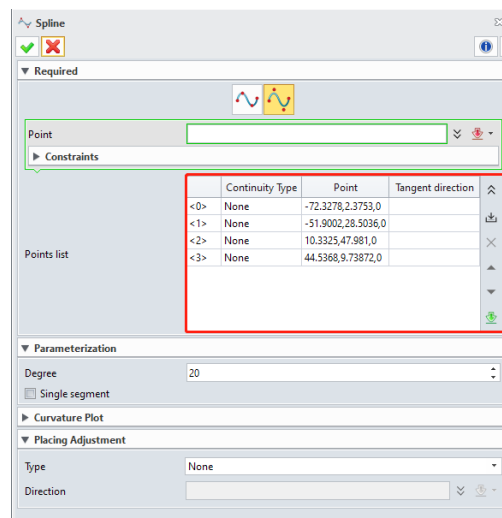 Spline
Required
Point
Constraints
Continuity Type Point Tangent direction
<0> None -72.3278,2.3753,0
<1> None -51.9002,28.5036,0
<2> None 10.3325,47.981,0
<3> None 44.5368,9.73872,0
Points list
Parameterization
Degree 20
Single segment
Curvature Plot
Placing Adjustment
Type None
Direction